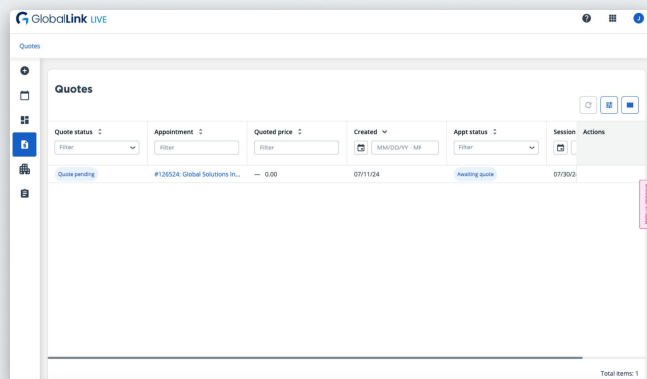 GlobalLink LIVE
J
Quotes
Quotes
Quote status Appointment Quoted price Created Appt status Session Actions
Filter Filter Filter MM/DD/YY - M Filter
Quote pending #126524: Global Solutions In... — 0.00 07/11/24 Awaiting quote 07/30/2
Total items: 1